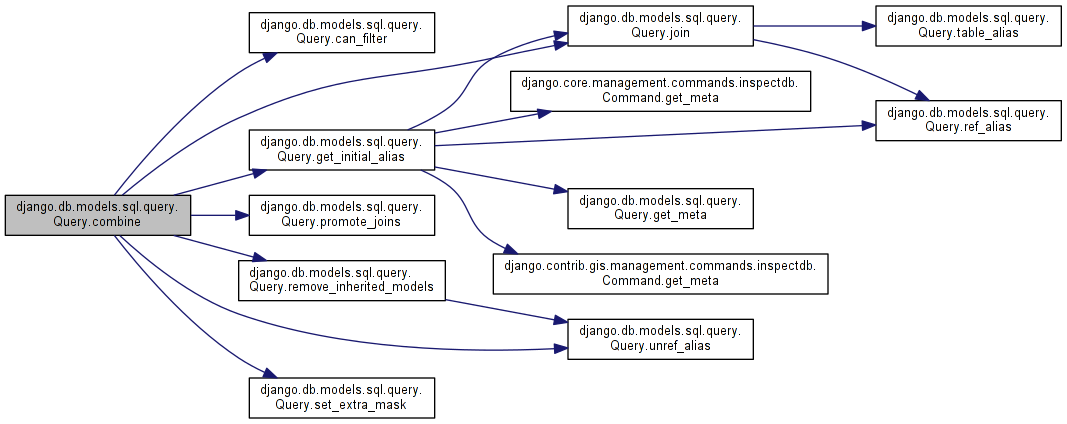 django.db.models.sql.query.
Query.combine
django.db.models.sql.query.
Query.can_filter
django.db.models.sql.query.
Query.get_initial_alias
django.db.models.sql.query.
Query.promote_joins
django.db.models.sql.query.
Query.remove_inherited_models
django.db.models.sql.query.
Query.set_extra_mask
django.db.models.sql.query.
Query.join
django.core.management.commands.inspectdb.
Command.get_meta
django.db.models.sql.query.
Query.get_meta
django.contrib.gis.management.commands.inspectdb.
Command.get_meta
django.db.models.sql.query.
Query.unref_alias
django.db.models.sql.query.
Query.table_alias
django.db.models.sql.query.
Query.ref_alias